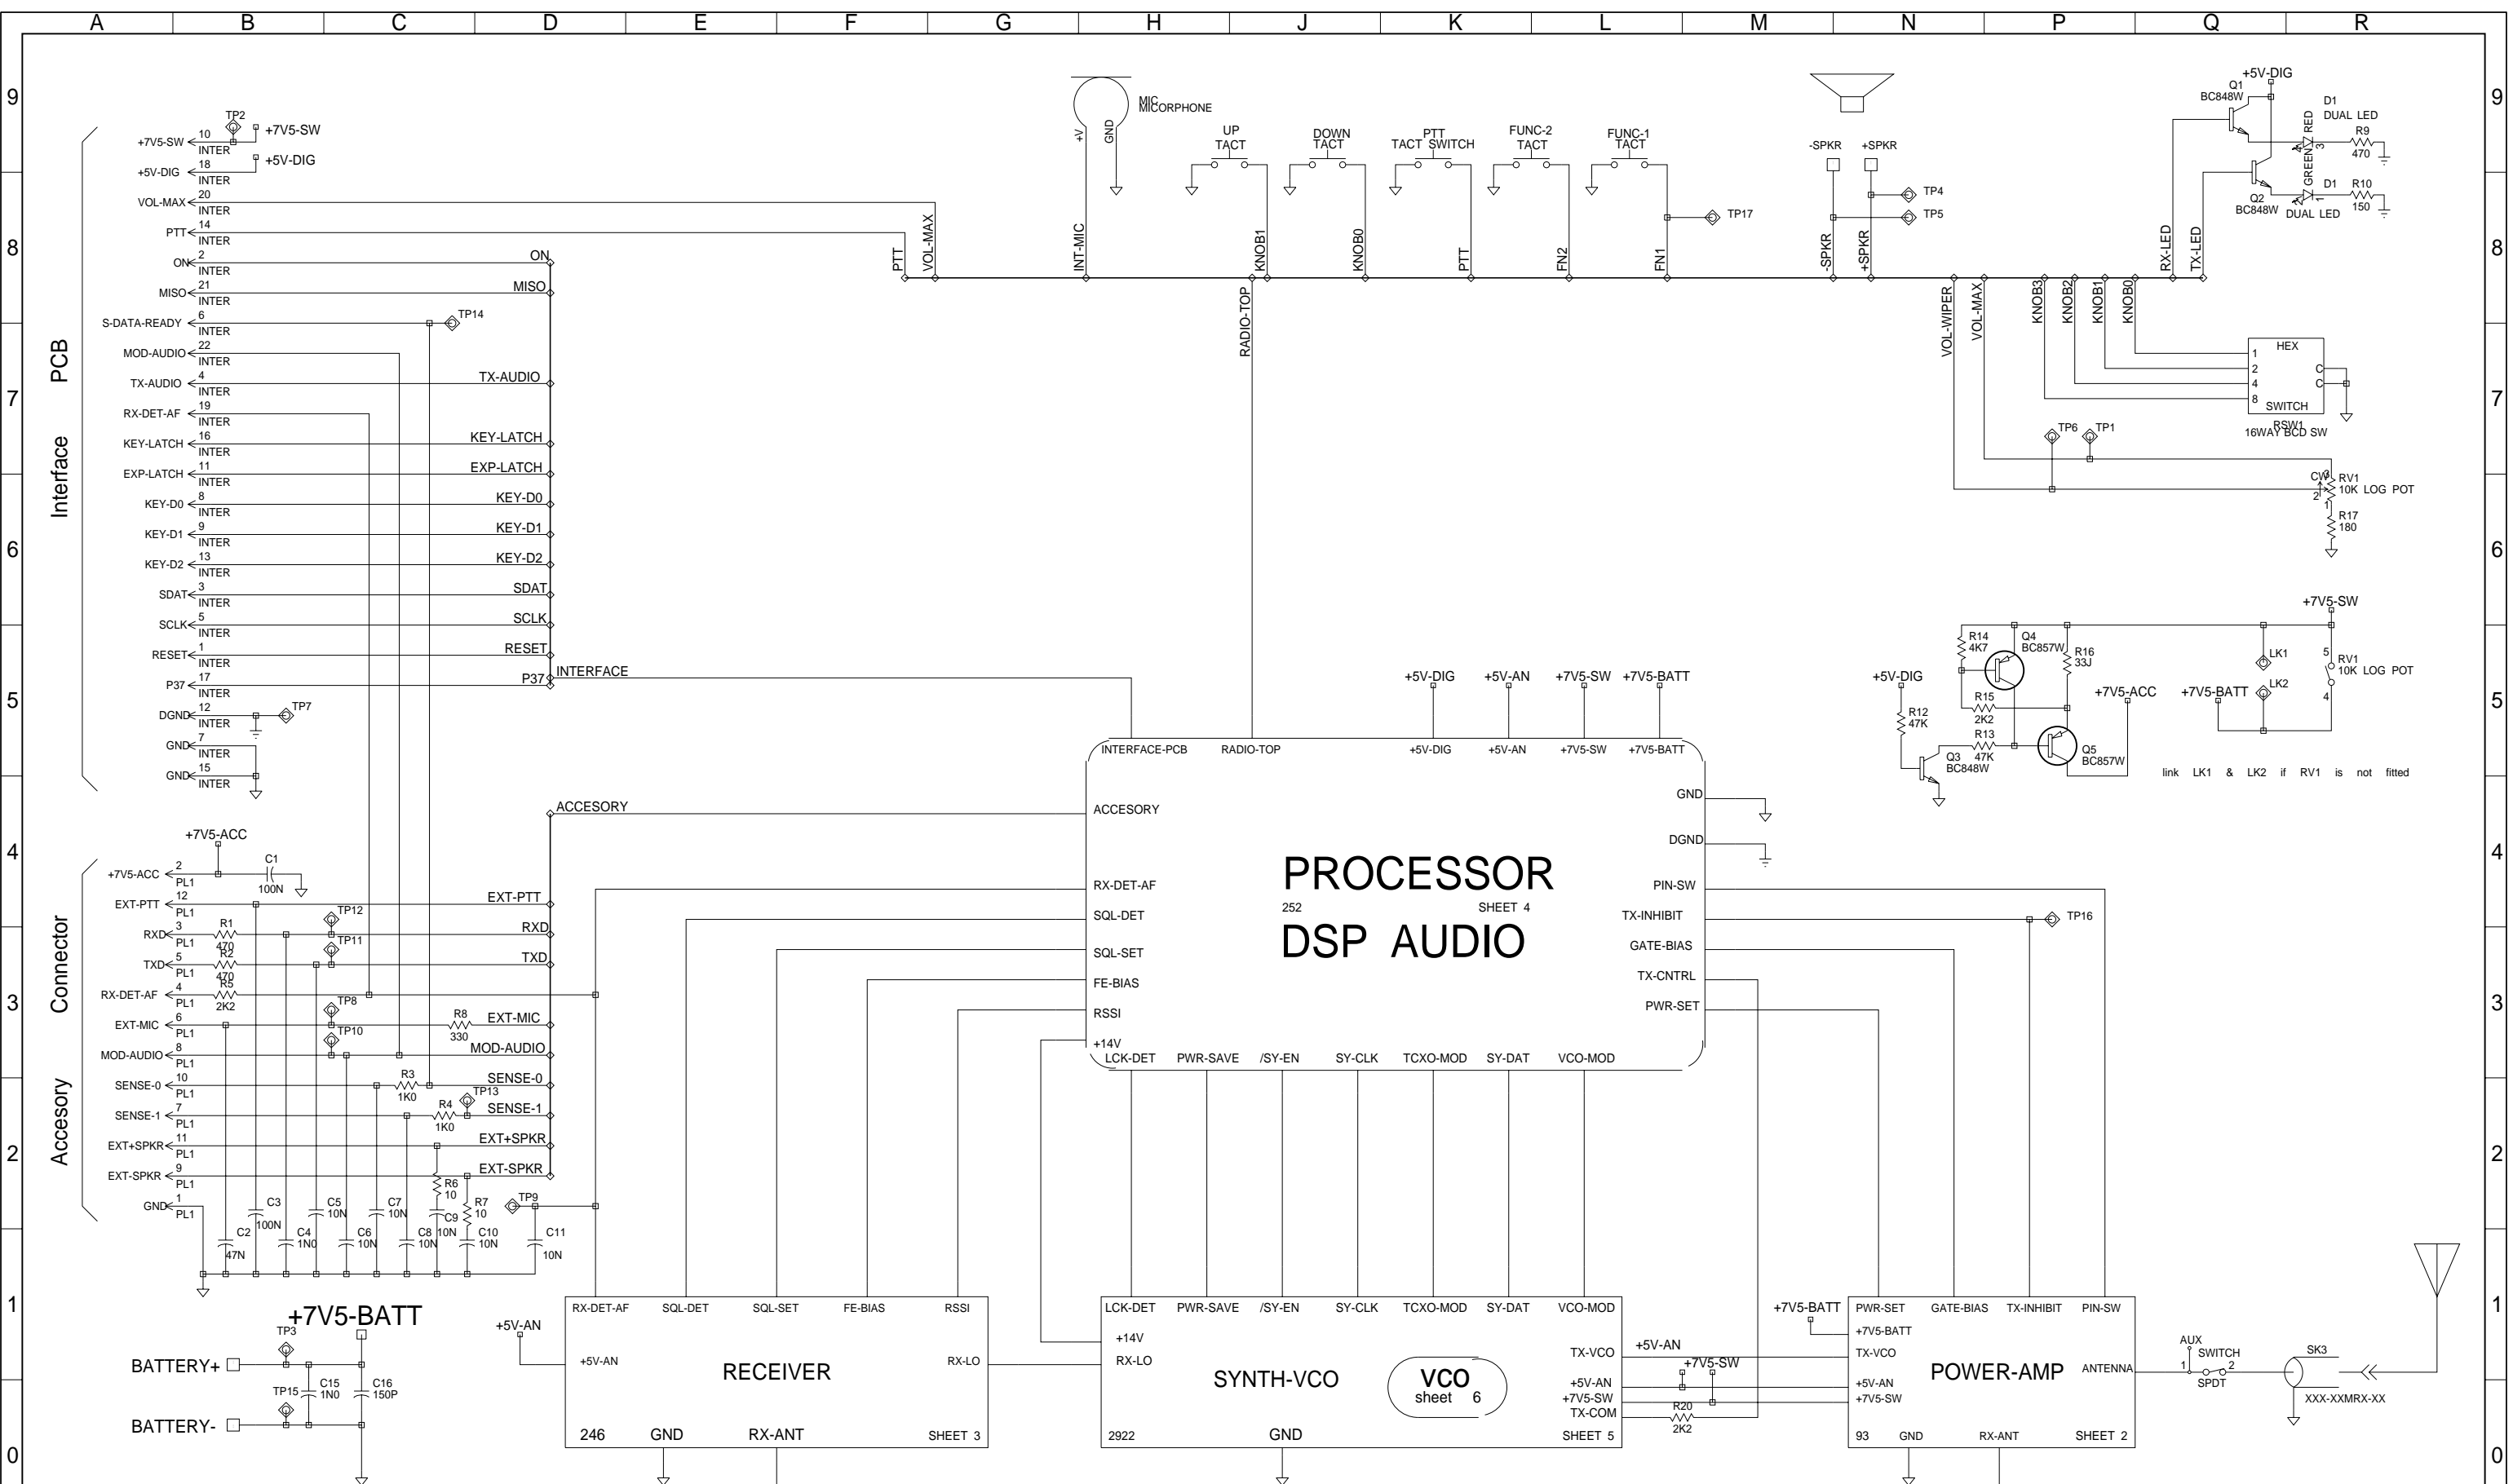 A B C D E F G H J K L M N P Q R
9 8 7 6 5 4 3 2 1 0
9 8 7 6 5 4 3 2 1 0
Interface PCB
+7V5-SW 10 INTER TP2 +7V5-SW
+5V-DIG 18 INTER +5V-DIG
VOL-MAX 20 INTER
PTT 14 INTER
ON 2 INTER ON
MISO 21 INTER MISO
S-DATA-READY 6 INTER TP14
MOD-AUDIO 22 INTER
TX-AUDIO 4 INTER TX-AUDIO
RX-DET-AF 19 INTER
KEY-LATCH 16 INTER KEY-LATCH
EXP-LATCH 11 INTER EXP-LATCH
KEY-D0 8 INTER KEY-D0
KEY-D1 9 INTER KEY-D1
KEY-D2 13 INTER KEY-D2
SDAT 3 INTER SDAT
SCLK 5 INTER SCLK
RESET 1 INTER RESET
P37 17 INTER P37
INTERFACE
DGND 12 INTER TP7
GND 7 INTER
GND 15 INTER
PTT
VOL-MAX
MIC
MICORPHONE
+V
GND
INT-MIC
UP
TACT
DOWN
TACT
PTT
TACT SWITCH
FUNC-2
TACT
FUNC-1
TACT
KNOB1
KNOB0
PTT
FN2
FN1
TP17
RADIO-TOP
-SPKR +SPKR
TP4
TP5
-SPKR
+SPKR
VOL-WIPER
VOL-MAX
KNOB3
KNOB2
KNOB1
KNOB0
RX-LED
TX-LED
+5V-DIG
Q1
BC848W
Q2
BC848W
D1
DUAL LED
RED
4 3
GREEN
2 1
D1
DUAL LED
R9
470
R10
150
HEX
1
2 C
4 C
8
SWITCH
RSW1
16WAY BCD SW
TP6 TP1
CW
3
2
1
RV1
10K LOG POT
R17
180
+7V5-SW
R14
4K7
Q4
BC857W
R16
33J
LK1
LK2
5
4
RV1
10K LOG POT
+5V-DIG
R12
47K
R15
2K2
R13
47K
+7V5-ACC
+7V5-BATT
Q3
BC848W
Q5
BC857W
link LK1 & LK2 if RV1 is not fitted
+5V-DIG +5V-AN +7V5-SW +7V5-BATT
INTERFACE-PCB RADIO-TOP +5V-DIG +5V-AN +7V5-SW +7V5-BATT
ACCESORY
RX-DET-AF
SQL-DET
SQL-SET
FE-BIAS
RSSI
+14V
PROCESSOR
252 SHEET 4
DSP AUDIO
GND
DGND
PIN-SW
TX-INHIBIT
GATE-BIAS
TX-CNTRL
PWR-SET
TP16
LCK-DET PWR-SAVE /SY-EN SY-CLK TCXO-MOD SY-DAT VCO-MOD
Accesory Connector
+7V5-ACC
+7V5-ACC 2 PL1 C1 100N
ACCESORY
EXT-PTT 12 PL1 EXT-PTT
RXD 3 PL1 R1 470 TP12 RXD
TXD 5 PL1 R2 470 TP11 TXD
RX-DET-AF 4 PL1 R5 2K2
EXT-MIC 6 PL1 TP8 R8 330 EXT-MIC
MOD-AUDIO 8 PL1 TP10 MOD-AUDIO
SENSE-0 10 PL1 R3 1K0 SENSE-0
SENSE-1 7 PL1 R4 1K0 TP13 SENSE-1
EXT+SPKR 11 PL1 EXT+SPKR
EXT-SPKR 9 PL1 EXT-SPKR
GND 1 PL1
R6
10
R7
10
TP9
C2
47N
C3
100N
C4
1N0
C5
10N
C6
10N
C7
10N
C8
10N
C9
10N
C10
10N
C11
10N
+7V5-BATT
TP3
BATTERY+
TP15
C15
1N0
C16
150P
BATTERY-
+5V-AN
RX-DET-AF SQL-DET SQL-SET FE-BIAS RSSI
+5V-AN RX-LO
RECEIVER
246 GND RX-ANT SHEET 3
LCK-DET PWR-SAVE /SY-EN SY-CLK TCXO-MOD SY-DAT VCO-MOD
+14V
RX-LO
SYNTH-VCO
VCO
sheet 6
TX-VCO
+5V-AN
+7V5-SW
TX-COM
2922 GND SHEET 5
+5V-AN
+7V5-SW
R20
2K2
+7V5-BATT
PWR-SET GATE-BIAS TX-INHIBIT PIN-SW
+7V5-BATT
TX-VCO
+5V-AN
+7V5-SW
POWER-AMP
ANTENNA
93 GND RX-ANT SHEET 2
AUX
SWITCH
1 2
SPDT
SK3
XXX-XXMRX-XX